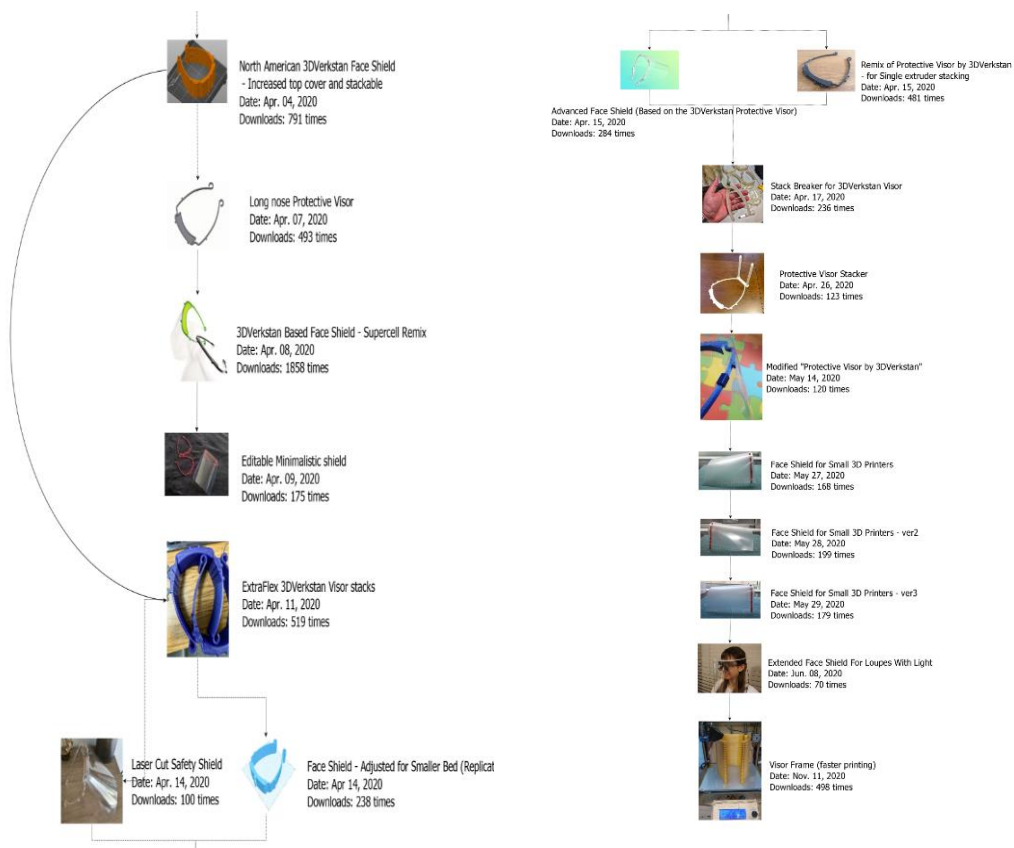 North American 3DVerkstan Face Shield
- Increased top cover and stackable
Date: Apr. 04, 2020
Downloads: 791 times
Long nose Protective Visor
Date: Apr. 07, 2020
Downloads: 493 times
3DVerkstan Based Face Shield - Supercell Remix
Date: Apr. 08, 2020
Downloads: 1858 times
Editable Minimalistic shield
Date: Apr. 09, 2020
Downloads: 175 times
ExtraFlex 3DVerkstan Visor stacks
Date: Apr. 11, 2020
Downloads: 519 times
Laser Cut Safety Shield
Date: Apr. 14, 2020
Downloads: 100 times
Face Shield - Adjusted for Smaller Bed (Replicat
Date: Apr 14, 2020
Downloads: 238 times
Remix of Protective Visor by 3DVerkstan
- for Single extruder stacking
Date: Apr. 15, 2020
Downloads: 481 times
Advanced Face Shield (Based on the 3DVerkstan Protective Visor)
Date: Apr. 15, 2020
Downloads: 284 times
Stack Breaker for 3DVerkstan Visor
Date: Apr. 17, 2020
Downloads: 236 times
Protective Visor Stacker
Date: Apr. 26, 2020
Downloads: 123 times
Modified "Protective Visor by 3DVerkstan"
Date: May 14, 2020
Downloads: 120 times
Face Shield for Small 3D Printers
Date: May 27, 2020
Downloads: 168 times
Face Shield for Small 3D Printers - ver2
Date: May 28, 2020
Downloads: 199 times
Face Shield for Small 3D Printers - ver3
Date: May 29, 2020
Downloads: 179 times
Extended Face Shield For Loupes With Light
Date: Jun. 08, 2020
Downloads: 70 times
Visor Frame (faster printing)
Date: Nov. 11, 2020
Downloads: 498 times